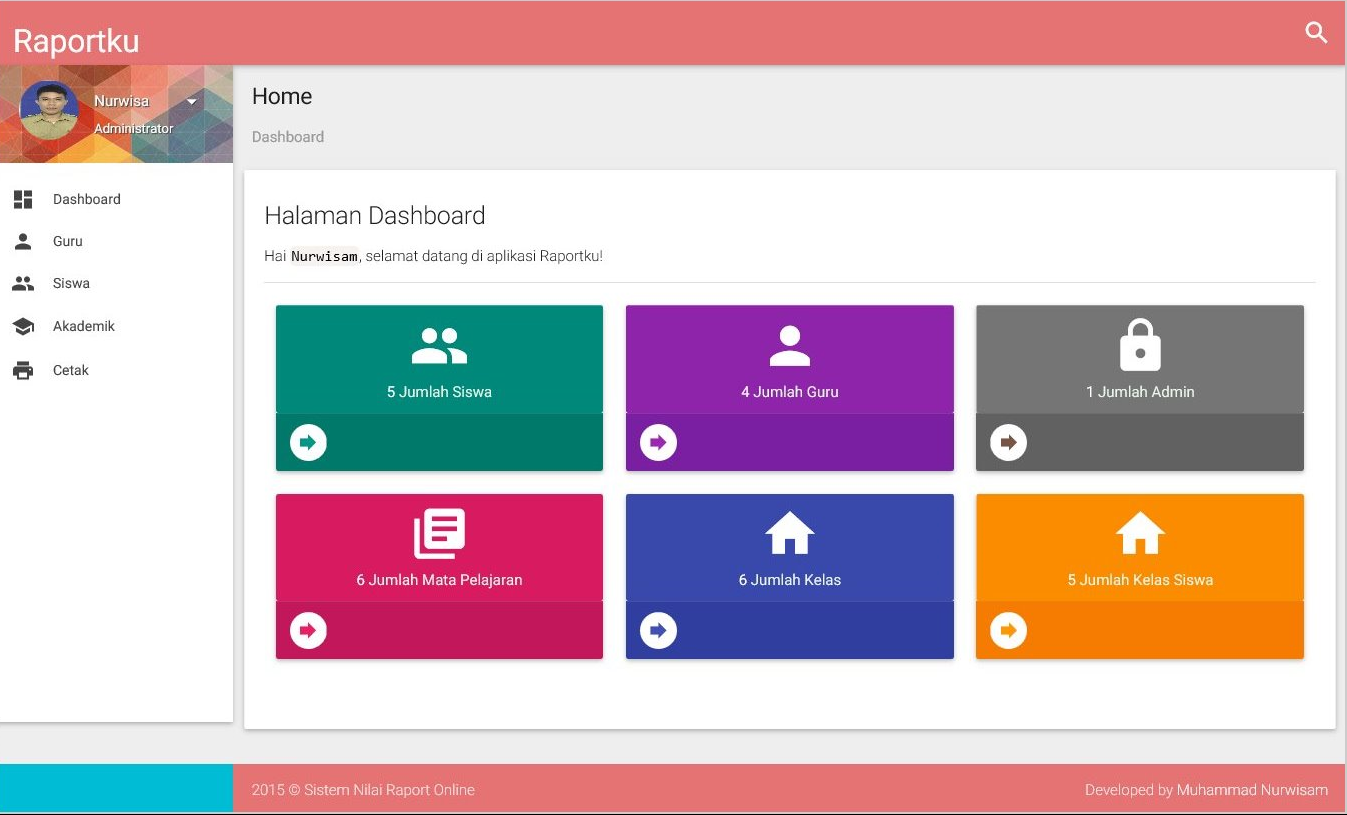 Raportku
Nurwisa
Administrator
Dashboard
Guru
Siswa
Akademik
Cetak
Home
Dashboard
Halaman Dashboard
Hai Nurwisam, selamat datang di aplikasi Raportku!
5 Jumlah Siswa
4 Jumlah Guru
1 Jumlah Admin
6 Jumlah Mata Pelajaran
6 Jumlah Kelas
5 Jumlah Kelas Siswa
2015 © Sistem Nilai Raport Online
Developed by Muhammad Nurwisam